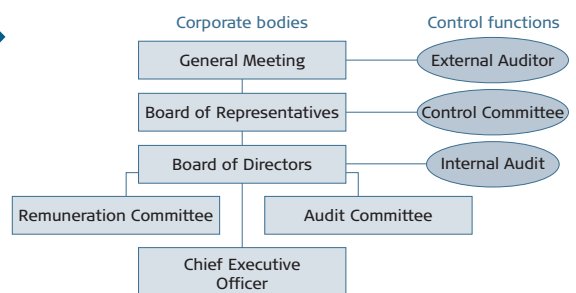 Corporate bodies
Control functions
General Meeting
External Auditor
Board of Representatives
Control Committee
Board of Directors
Internal Audit
Remuneration Committee
Audit Committee
Chief Executive
Officer